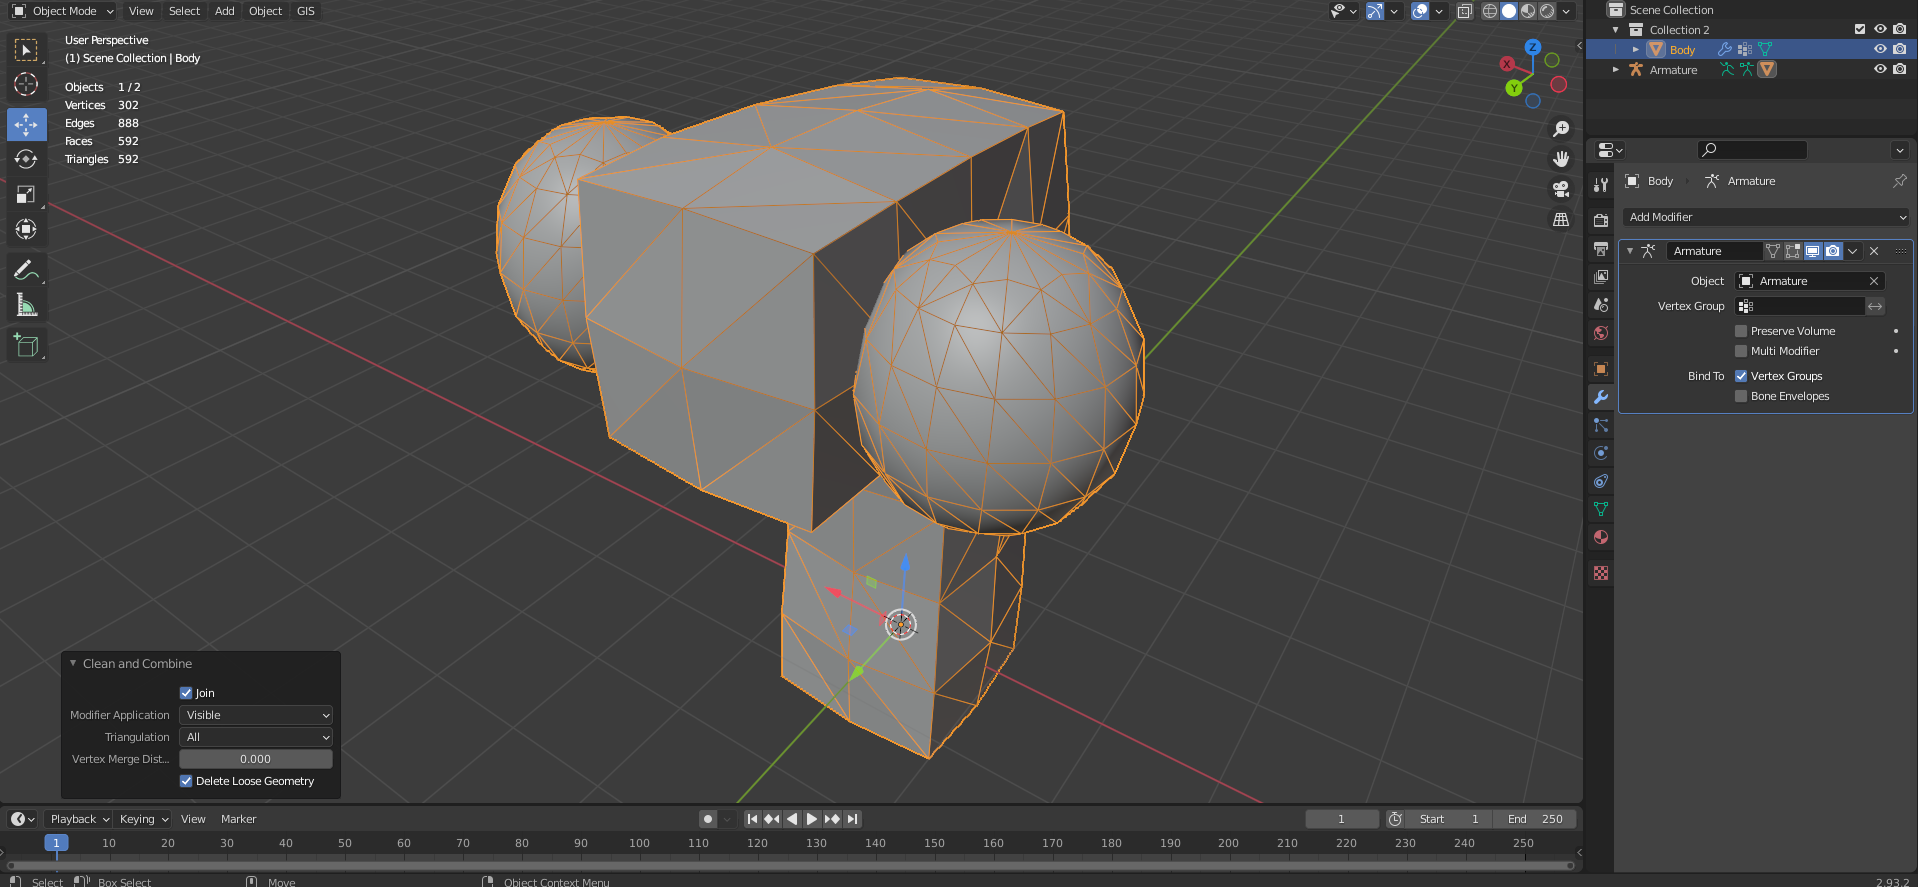 Object Mode View Select Add Object GIS
User Perspective
(1) Scene Collection | Body
Objects 1 / 2
Vertices 302
Edges 888
Faces 592
Triangles 592
Z
X
Y
Clean and Combine
Join
Modifier Application Visible
Triangulation All
Vertex Merge Dist... 0.000
Delete Loose Geometry
Scene Collection
Collection 2
Body
Armature
Body Armature
Add Modifier
Armature
Object Armature
Vertex Group
Preserve Volume
Multi Modifier
Bind To Vertex Groups
Bone Envelopes
Playback Keying View Marker 1 Start 1 End 250
1 10 20 30 40 50 60 70 80 90 100 110 120 130 140 150 160 170 180 190 200 210 220 230 240 250
Select Box Select Move Object Context Menu 2.93.2